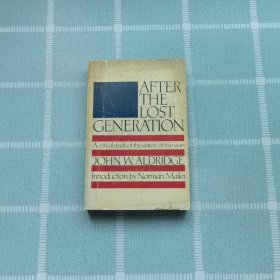 AFTER
THE
LOST
GENERATION
A critical study of the writers of two wars
JOHN W. ALDRIDGE
Introduction by Norman Mailer